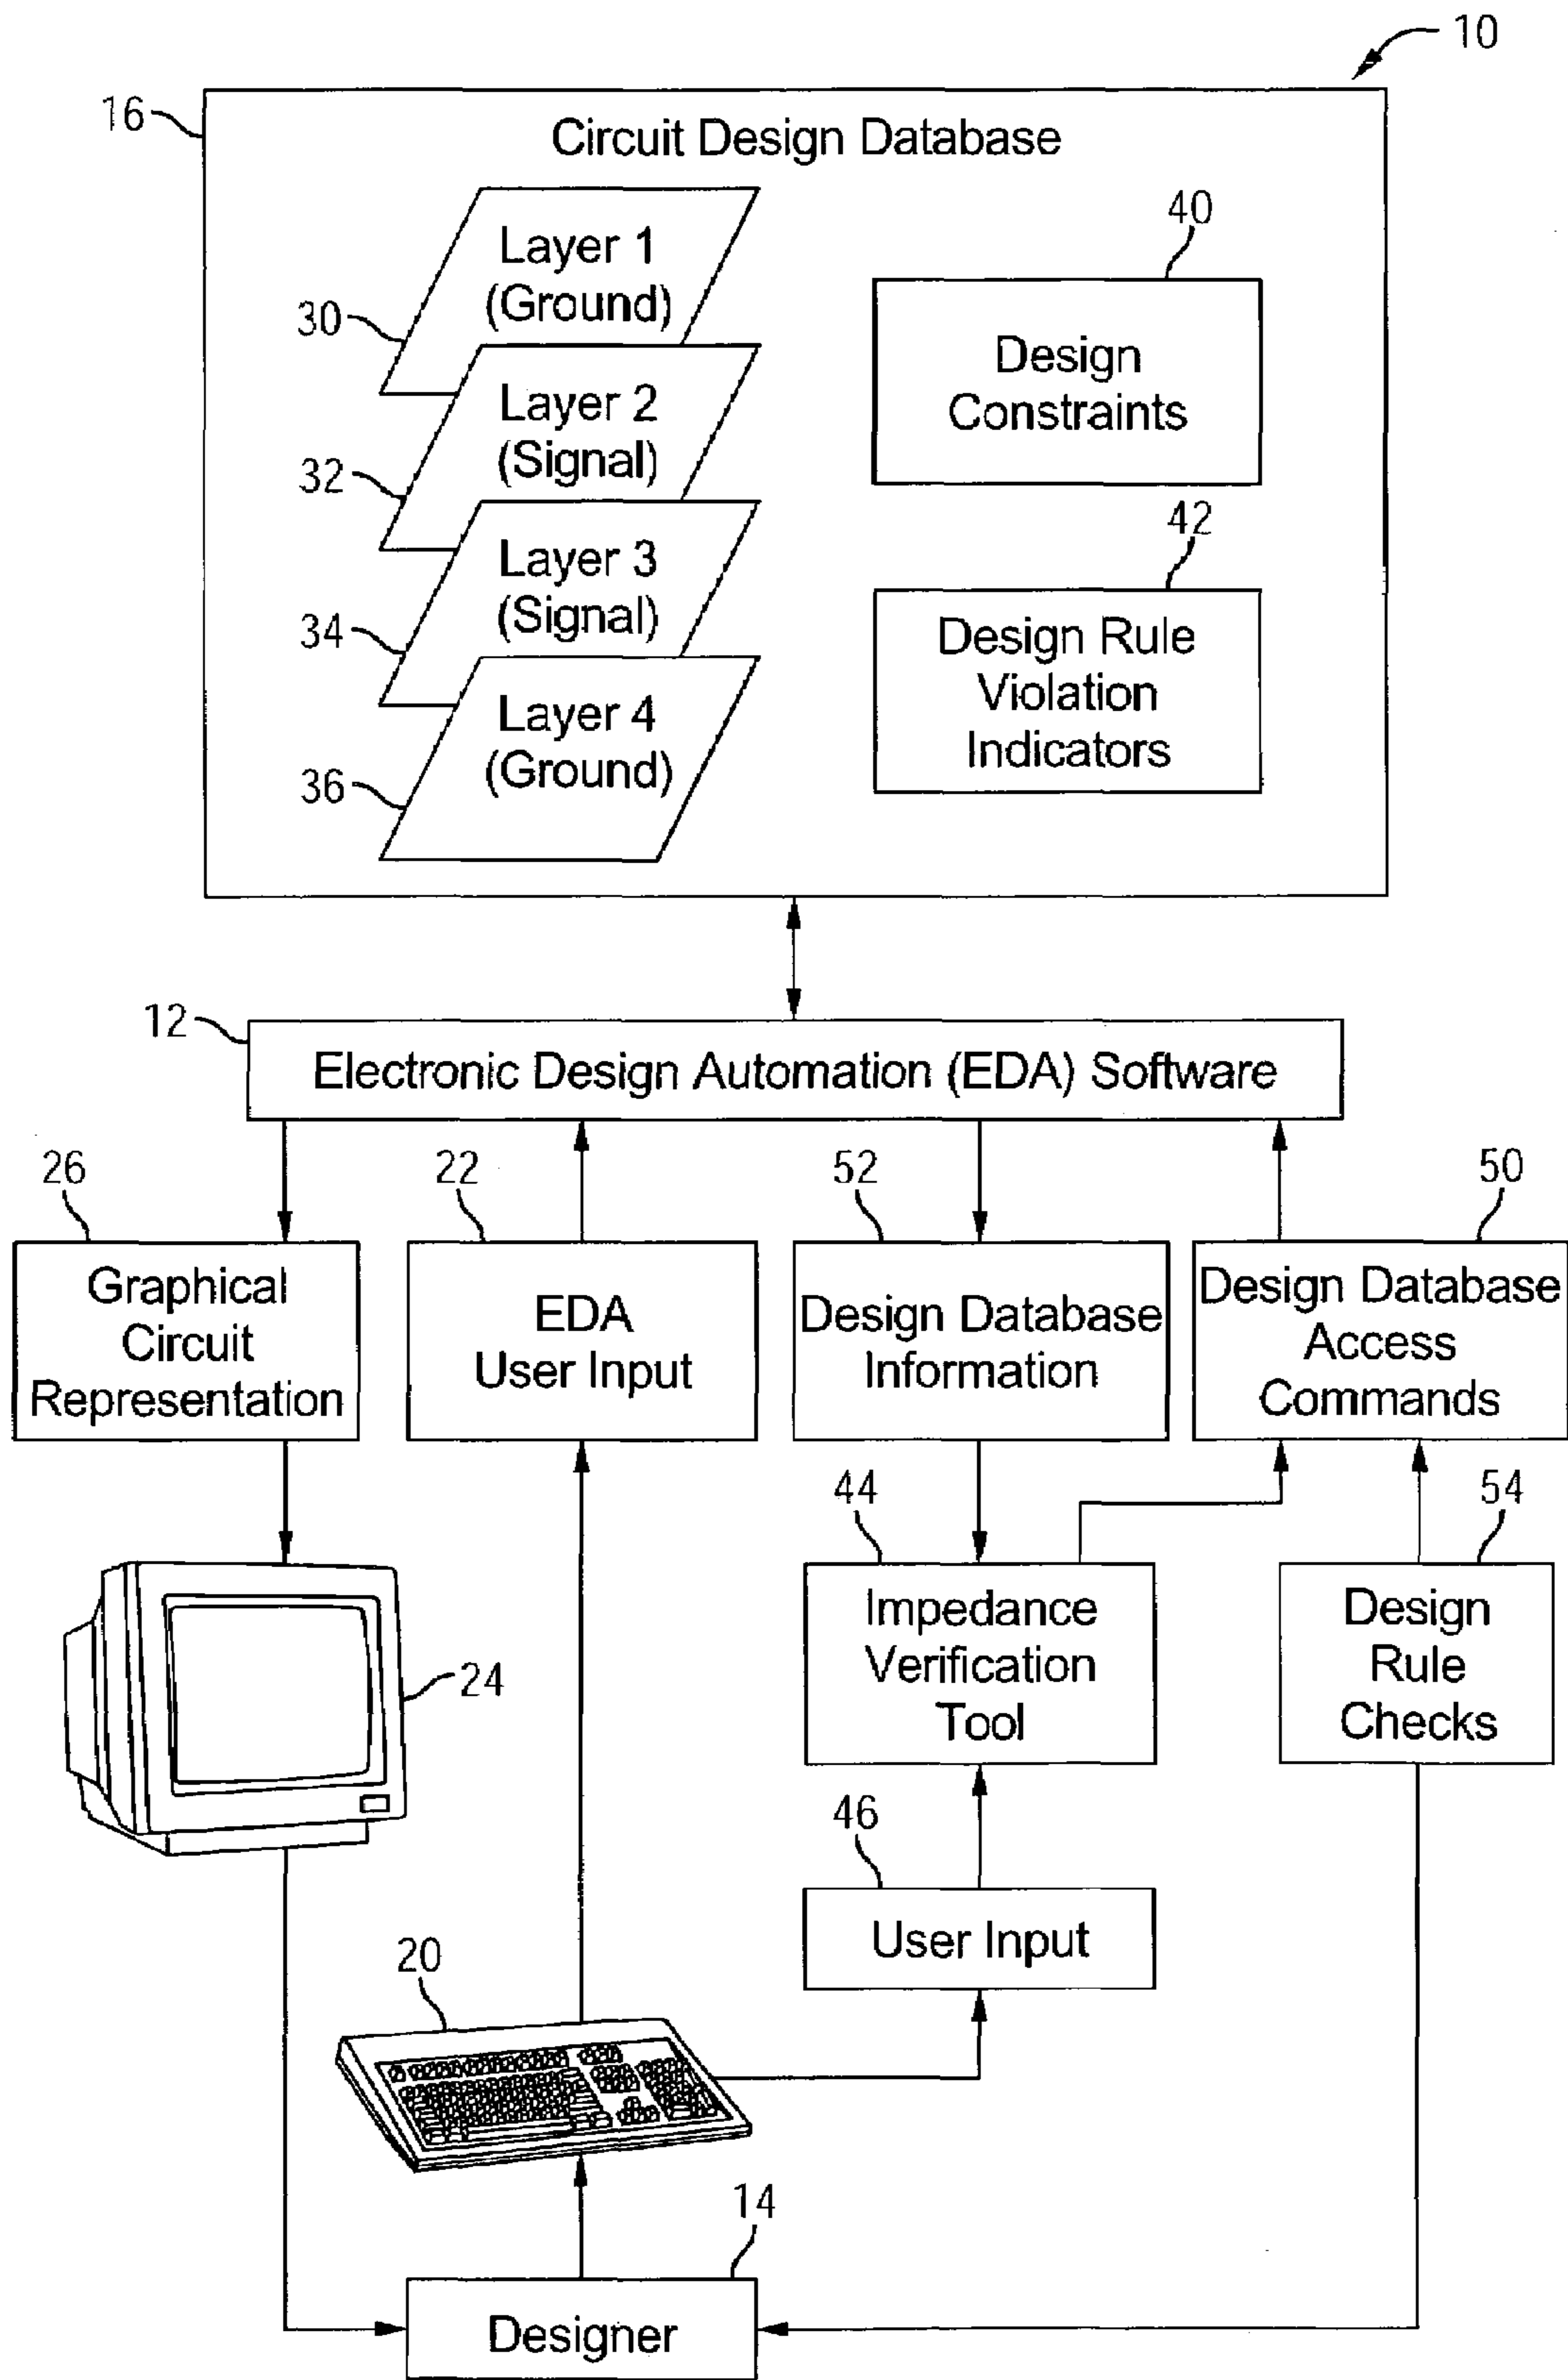 10
16
Circuit Design Database
Layer 1
(Ground)
30
Layer 2
(Signal)
32
Layer 3
(Signal)
34
Layer 4
(Ground)
36
40
Design
Constraints
42
Design Rule
Violation
Indicators
12
Electronic Design Automation (EDA) Software
26
Graphical
Circuit
Representation
22
EDA
User Input
52
Design Database
Information
50
Design Database
Access
Commands
24
44
Impedance
Verification
Tool
54
Design
Rule
Checks
46
User Input
20
14
Designer